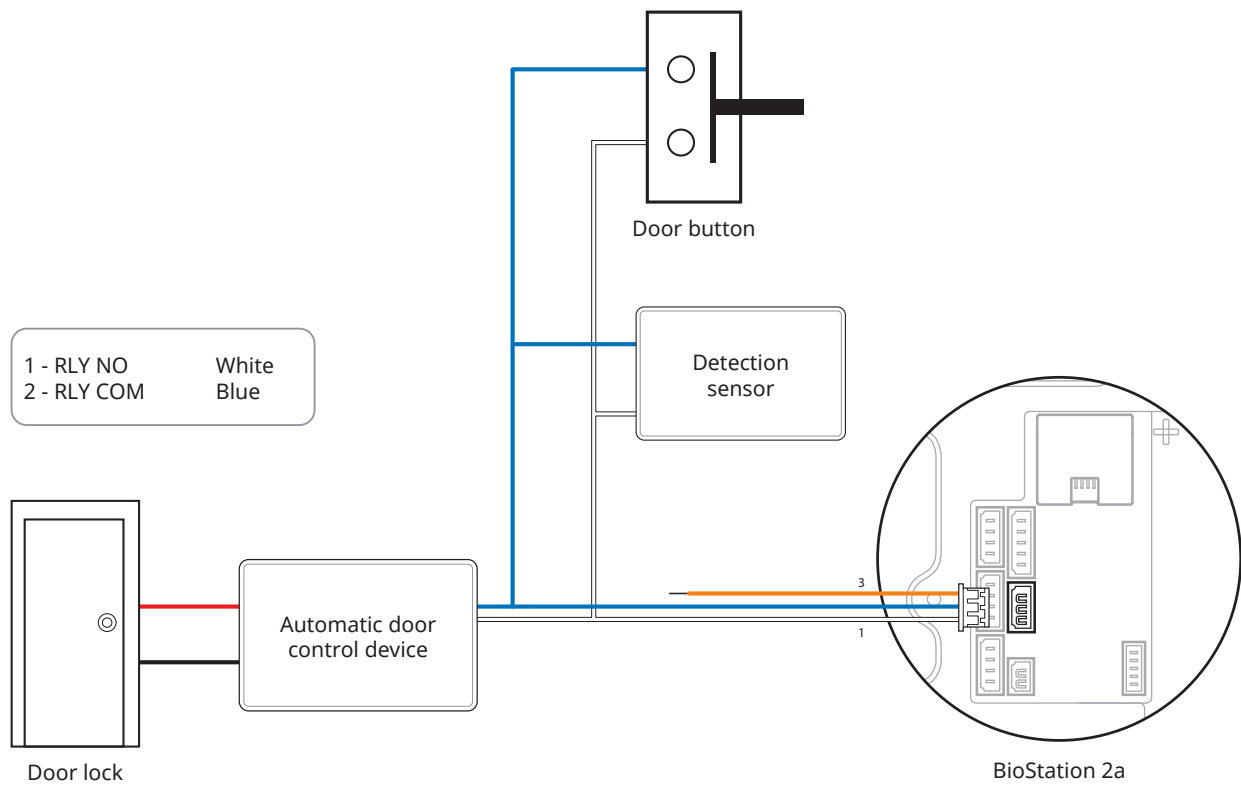 Door button
Detection
sensor
1 - RLY NO White
2 - RLY COM Blue
3
1
Automatic door
control device
Door lock
BioStation 2a